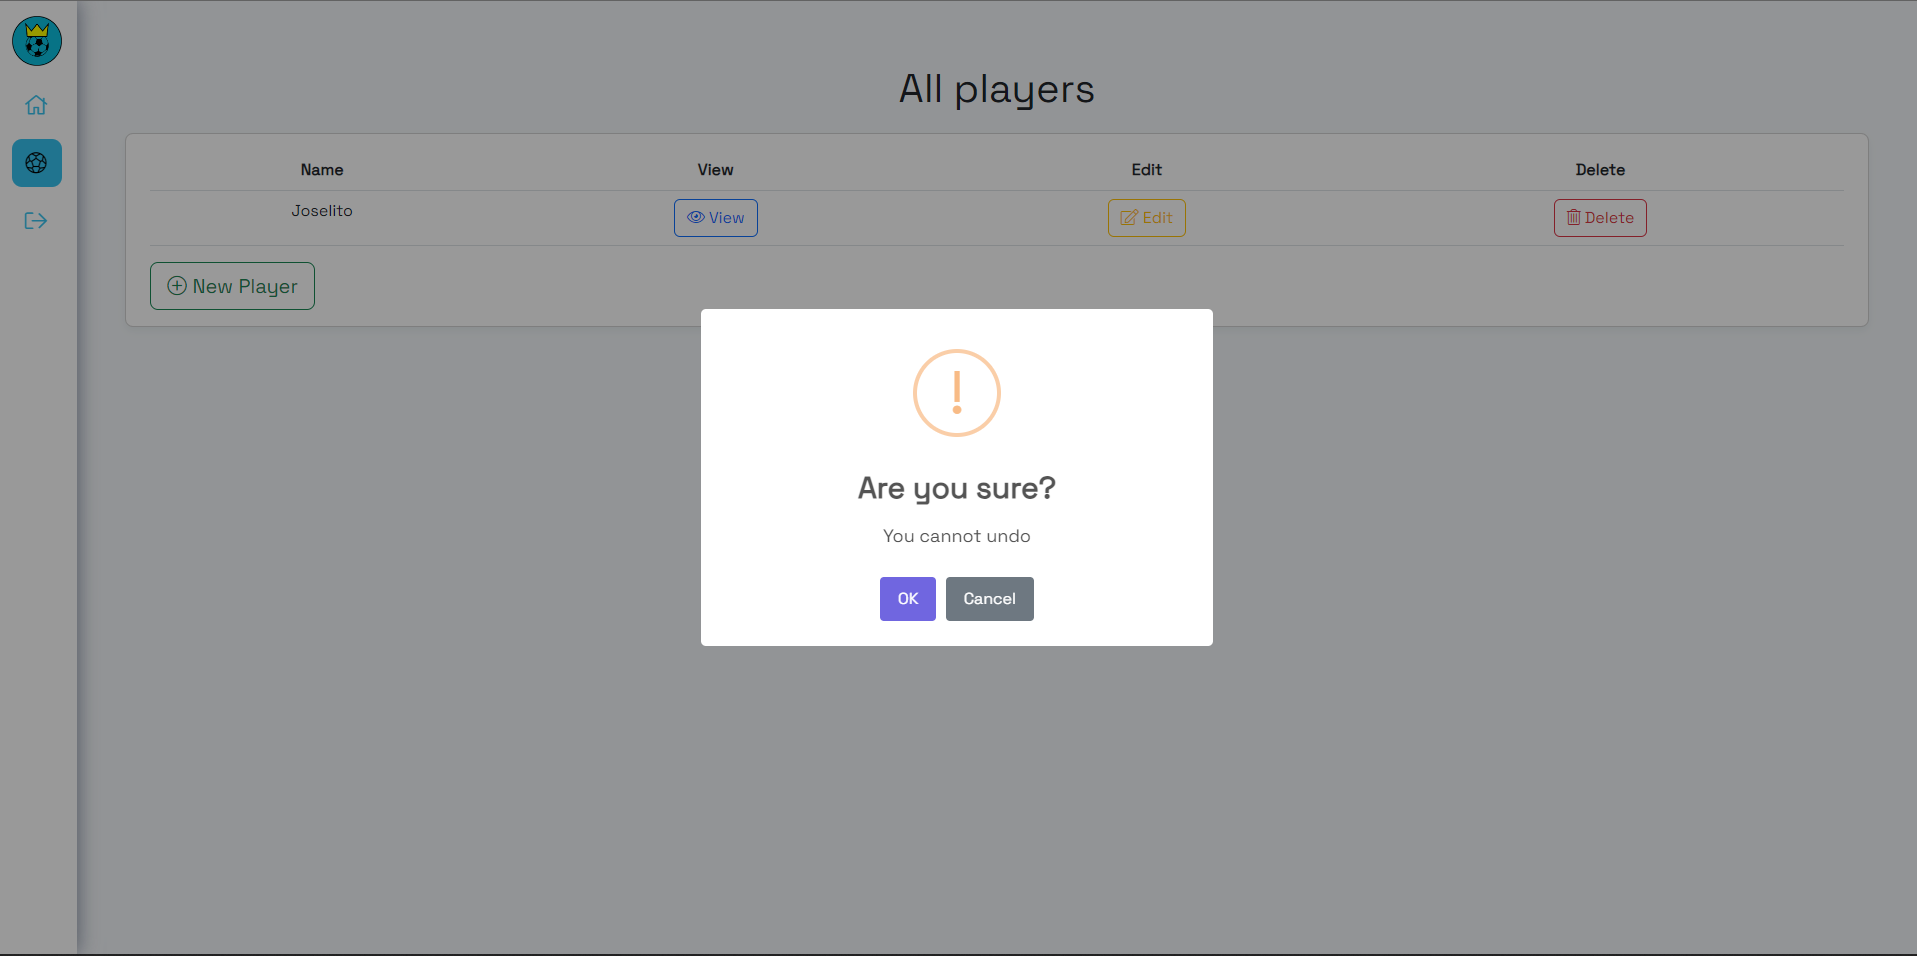 All players
Name View Edit Delete
Joselito View Edit Delete
New Player
Are you sure?
You cannot undo
OK Cancel